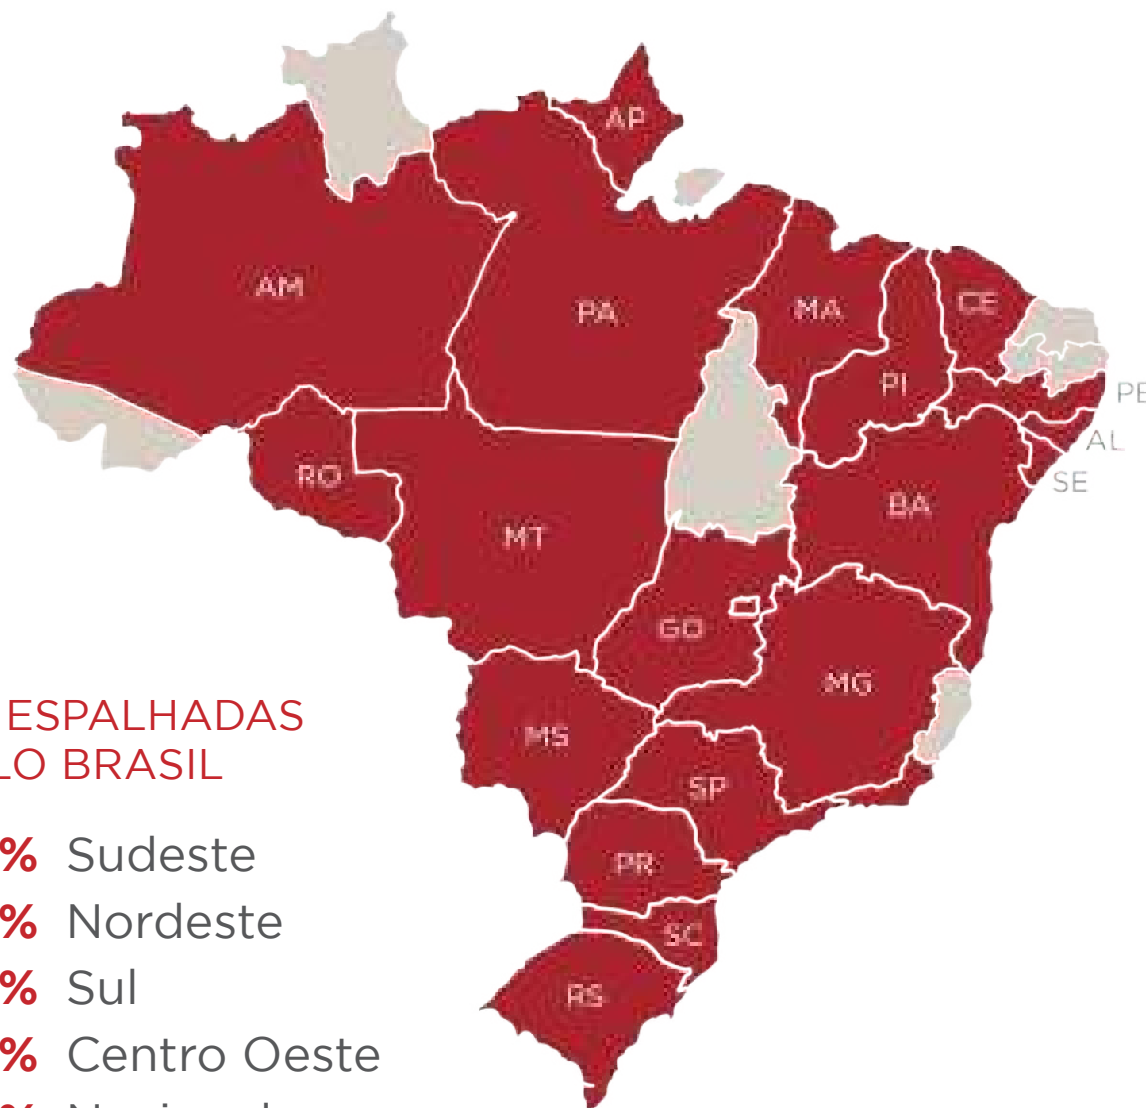 AP
AM
PA
MA
CE
PI
PE
AL
SE
RO
BA
MT
GO
MG
MS
SP
PR
SC
RS
ESPALHADAS
LO BRASIL
% Sudeste
% Nordeste
% Sul
% Centro Oeste
%